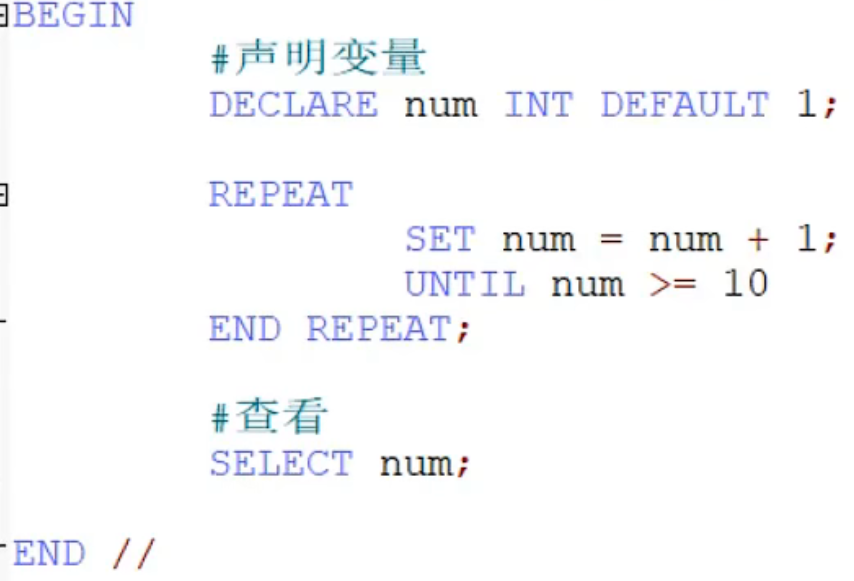 BEGIN
#声明变量
DECLARE num INT DEFAULT 1;
REPEAT
SET num = num + 1;
UNTIL num >= 10
END REPEAT;
#查看
SELECT num;
END //